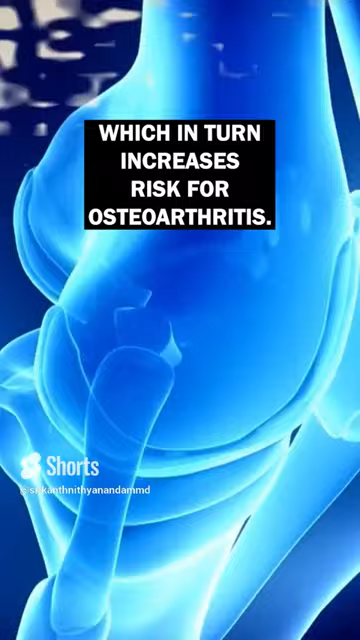 WHICH IN TURN
INCREASES
RISK FOR
OSTEOARTHRITIS.
Shorts
srikanthnithyanandammd